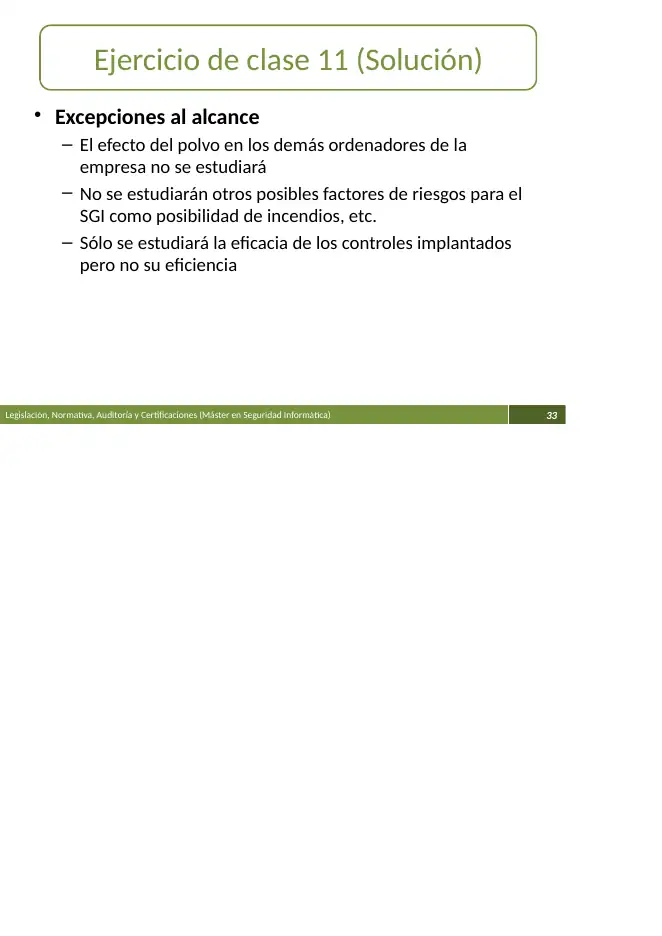 Ejercicio de clase 11 (Solución)
• Excepciones al alcance
– El efecto del polvo en los demás ordenadores de la
empresa no se estudiará
– No se estudiarán otros posibles factores de riesgos para el
SGI como posibilidad de incendios, etc.
– Sólo se estudiará la eficacia de los controles implantados
pero no su eficiencia
Legislación, Normativa, Auditoría y Certificaciones (Máster en Seguridad Informática)
33